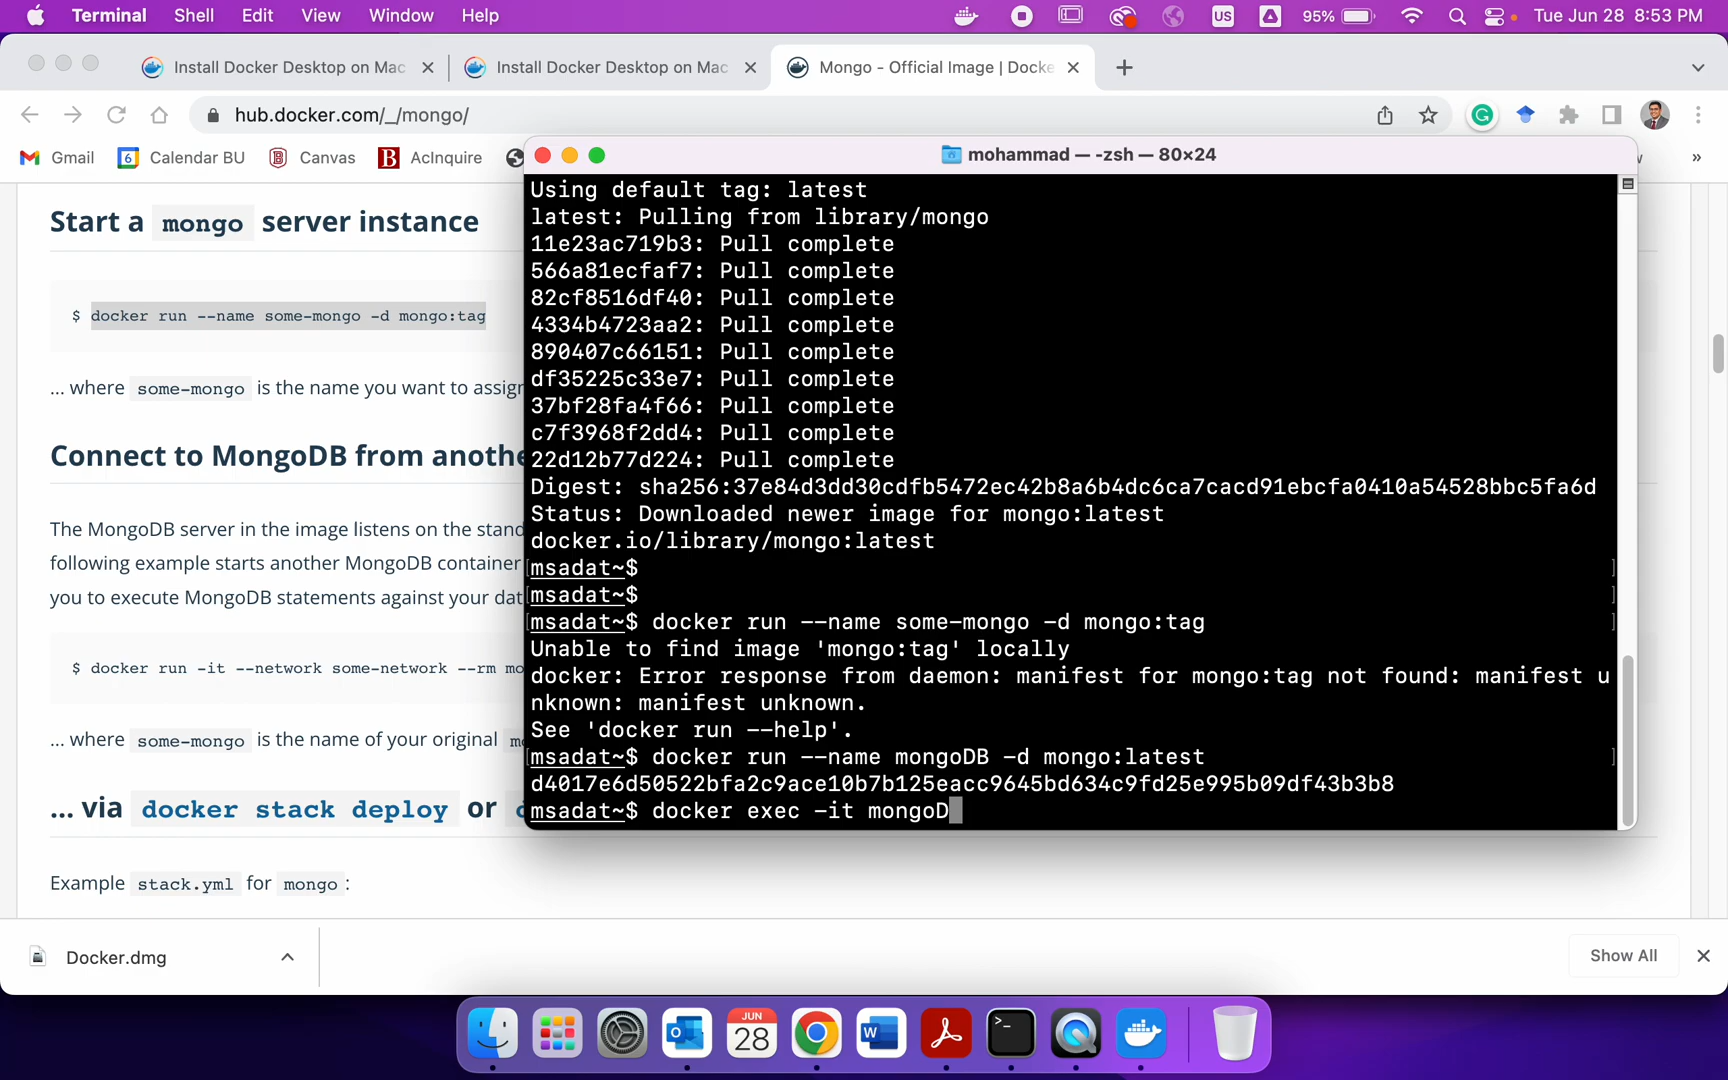 Terminal Shell Edit View Window Help US 95% Tue Jun 28 8:53 PM
Install Docker Desktop on Mac Install Docker Desktop on Mac Mongo - Official Image | Docke
hub.docker.com/_/mongo/
Gmail 6 Calendar BU Canvas B AcInquire »
mohammad — -zsh — 80×24
Start a mongo server instance
$ docker run --name some-mongo -d mongo:tag
... where some-mongo is the name you want to assign
Connect to MongoDB from anothe
The MongoDB server in the image listens on the stand
following example starts another MongoDB container
you to execute MongoDB statements against your dat
$ docker run -it --network some-network --rm mo
... where some-mongo is the name of your original m
... via docker stack deploy or
Example stack.yml for mongo :
Using default tag: latest
latest: Pulling from library/mongo
11e23ac719b3: Pull complete
566a81ecfaf7: Pull complete
82cf8516df40: Pull complete
4334b4723aa2: Pull complete
890407c66151: Pull complete
df35225c33e7: Pull complete
37bf28fa4f66: Pull complete
c7f3968f2dd4: Pull complete
22d12b77d224: Pull complete
Digest: sha256:37e84d3dd30cdfb5472ec42b8a6b4dc6ca7cacd91ebcfa0410a54528bbc5fa6d
Status: Downloaded newer image for mongo:latest
docker.io/library/mongo:latest
[msadat~$ ]
[msadat~$ ]
[msadat~$ docker run --name some-mongo -d mongo:tag ]
Unable to find image 'mongo:tag' locally
docker: Error response from daemon: manifest for mongo:tag not found: manifest u
nknown: manifest unknown.
See 'docker run --help'.
[msadat~$ docker run --name mongoDB -d mongo:latest ]
d4017e6d50522bfa2c9ace10b7b125eacc9645bd634c9fd25e995b09df43b3b8
msadat~$ docker exec -it mongoD
Docker.dmg Show All
JUN
28